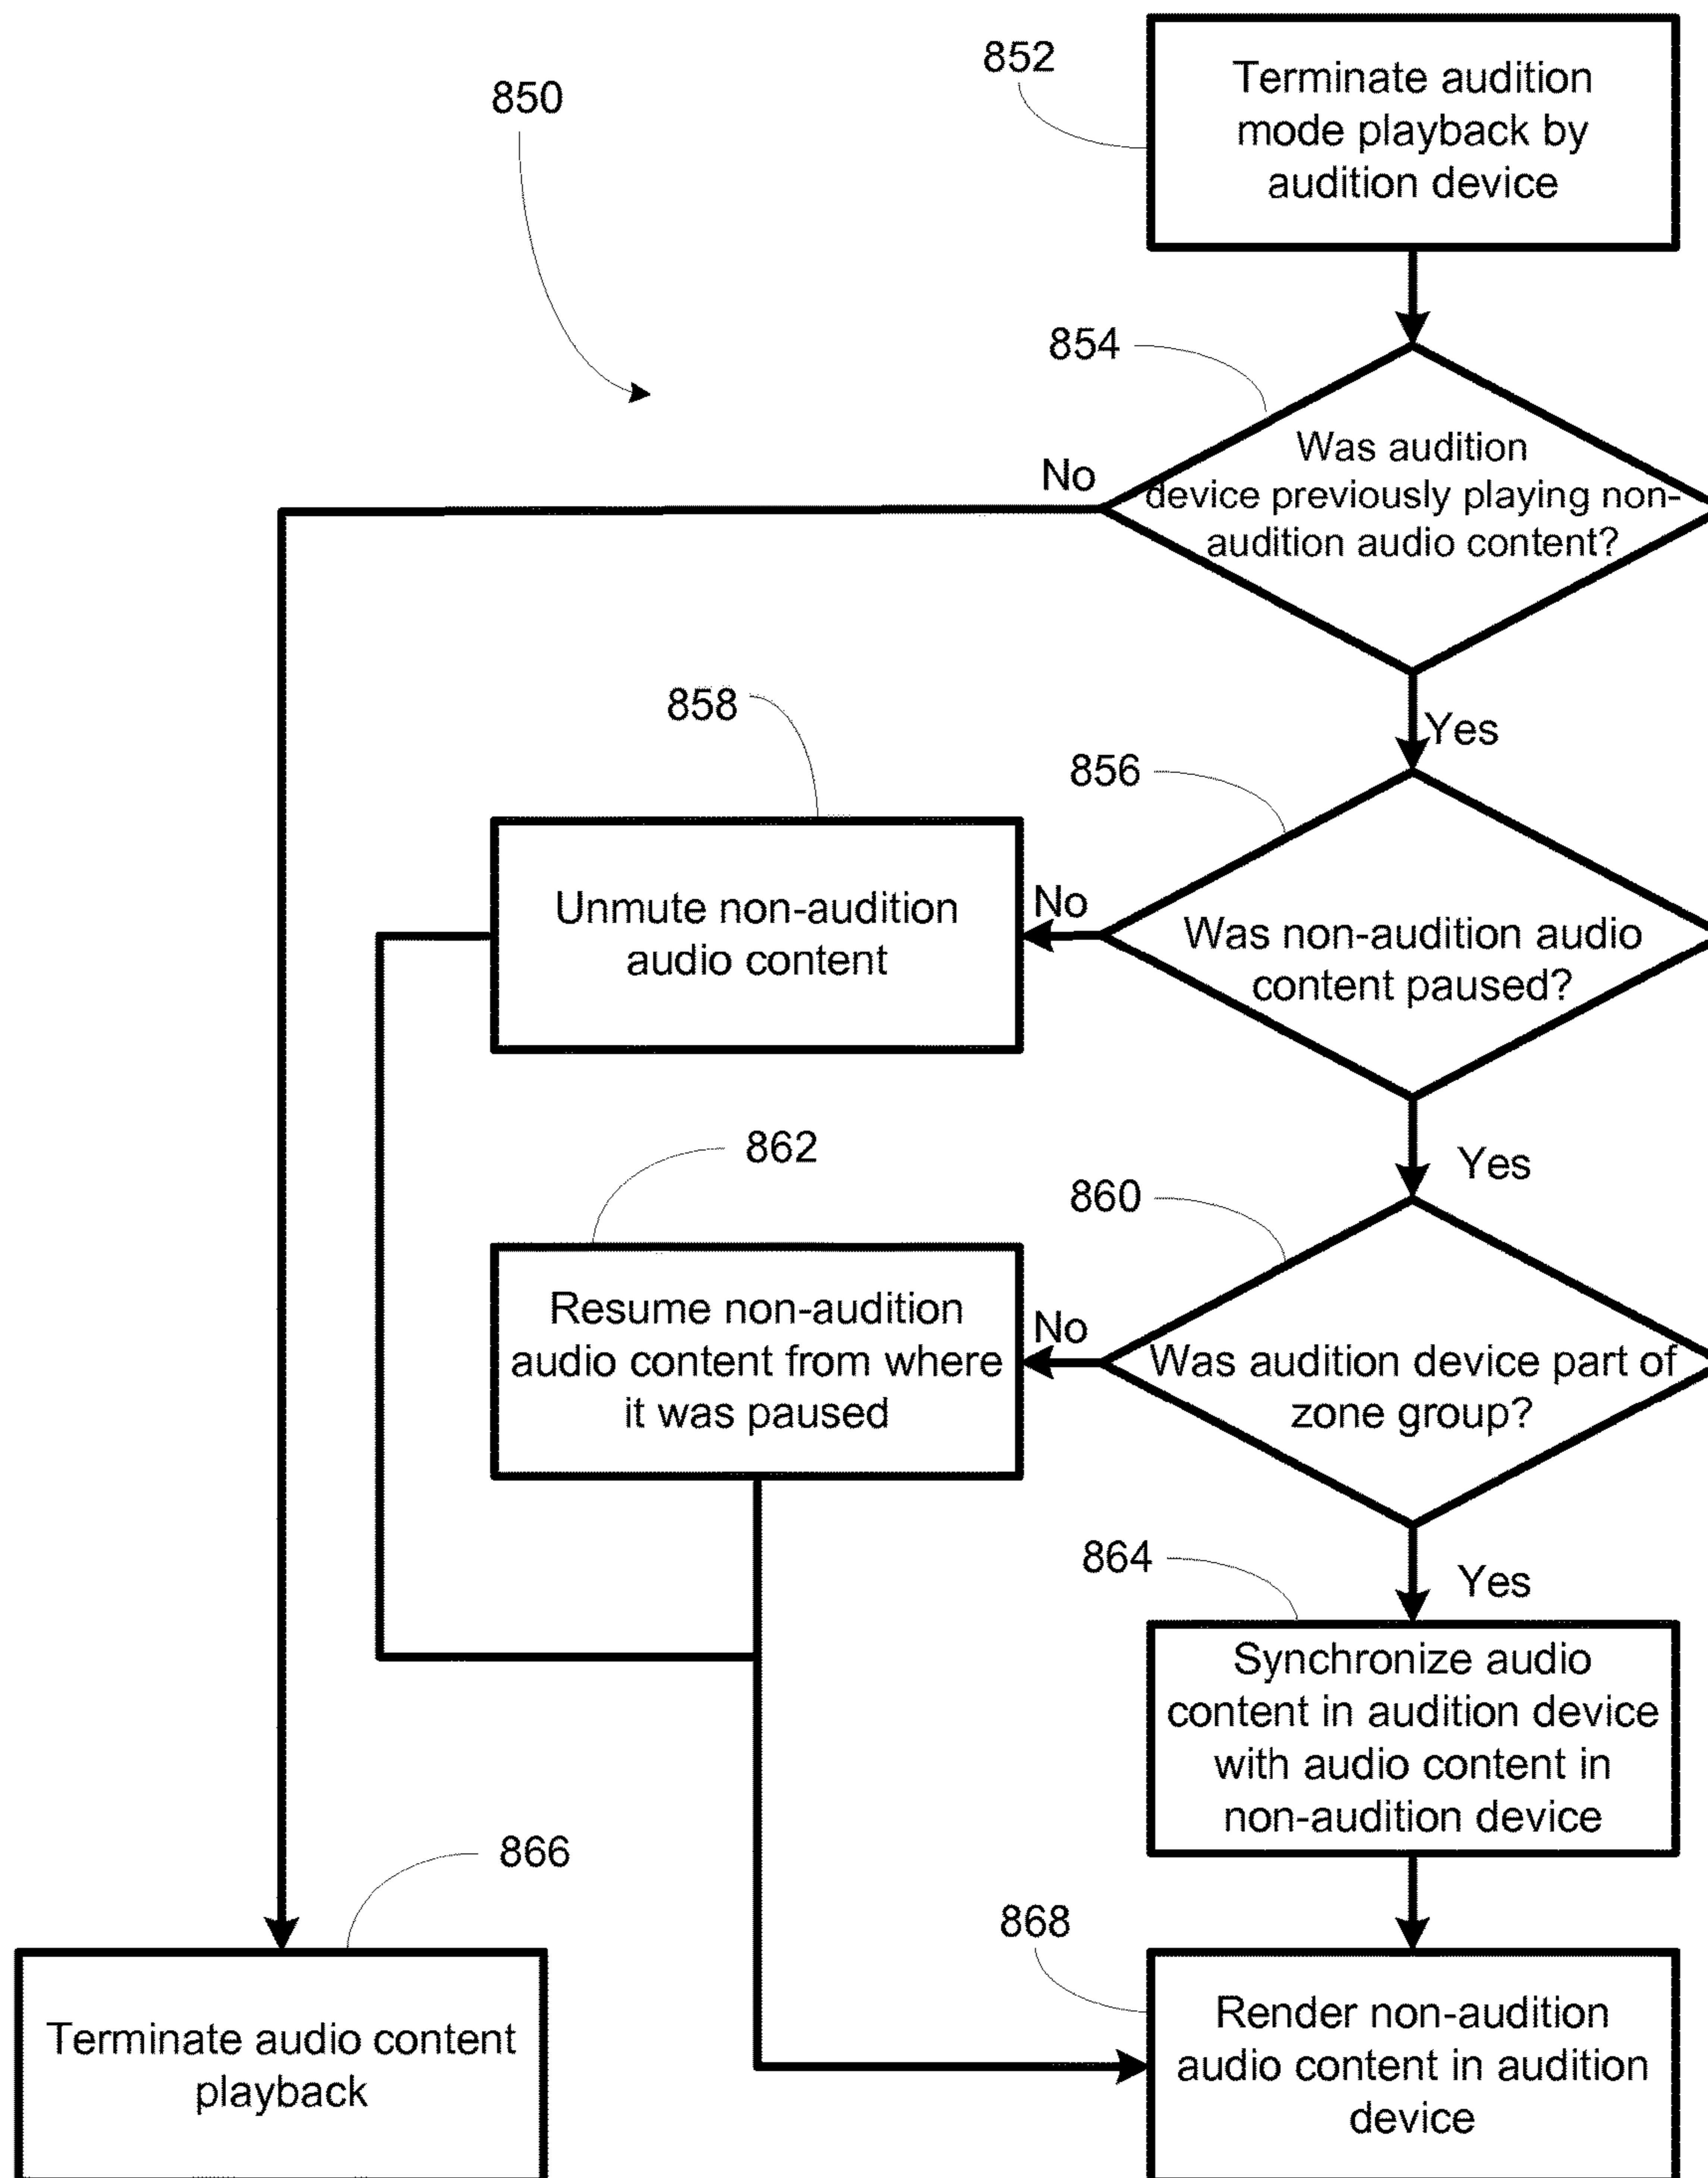 850
852
Terminate audition
mode playback by
audition device
854
Was audition
device previously playing non-
audition audio content?
No
Yes
856
Was non-audition audio
content paused?
No
858
Unmute non-audition
audio content
Yes
860
Was audition device part of
zone group?
No
862
Resume non-audition
audio content from where
it was paused
Yes
864
Synchronize audio
content in audition device
with audio content in
non-audition device
866
Terminate audio content
playback
868
Render non-audition
audio content in audition
device